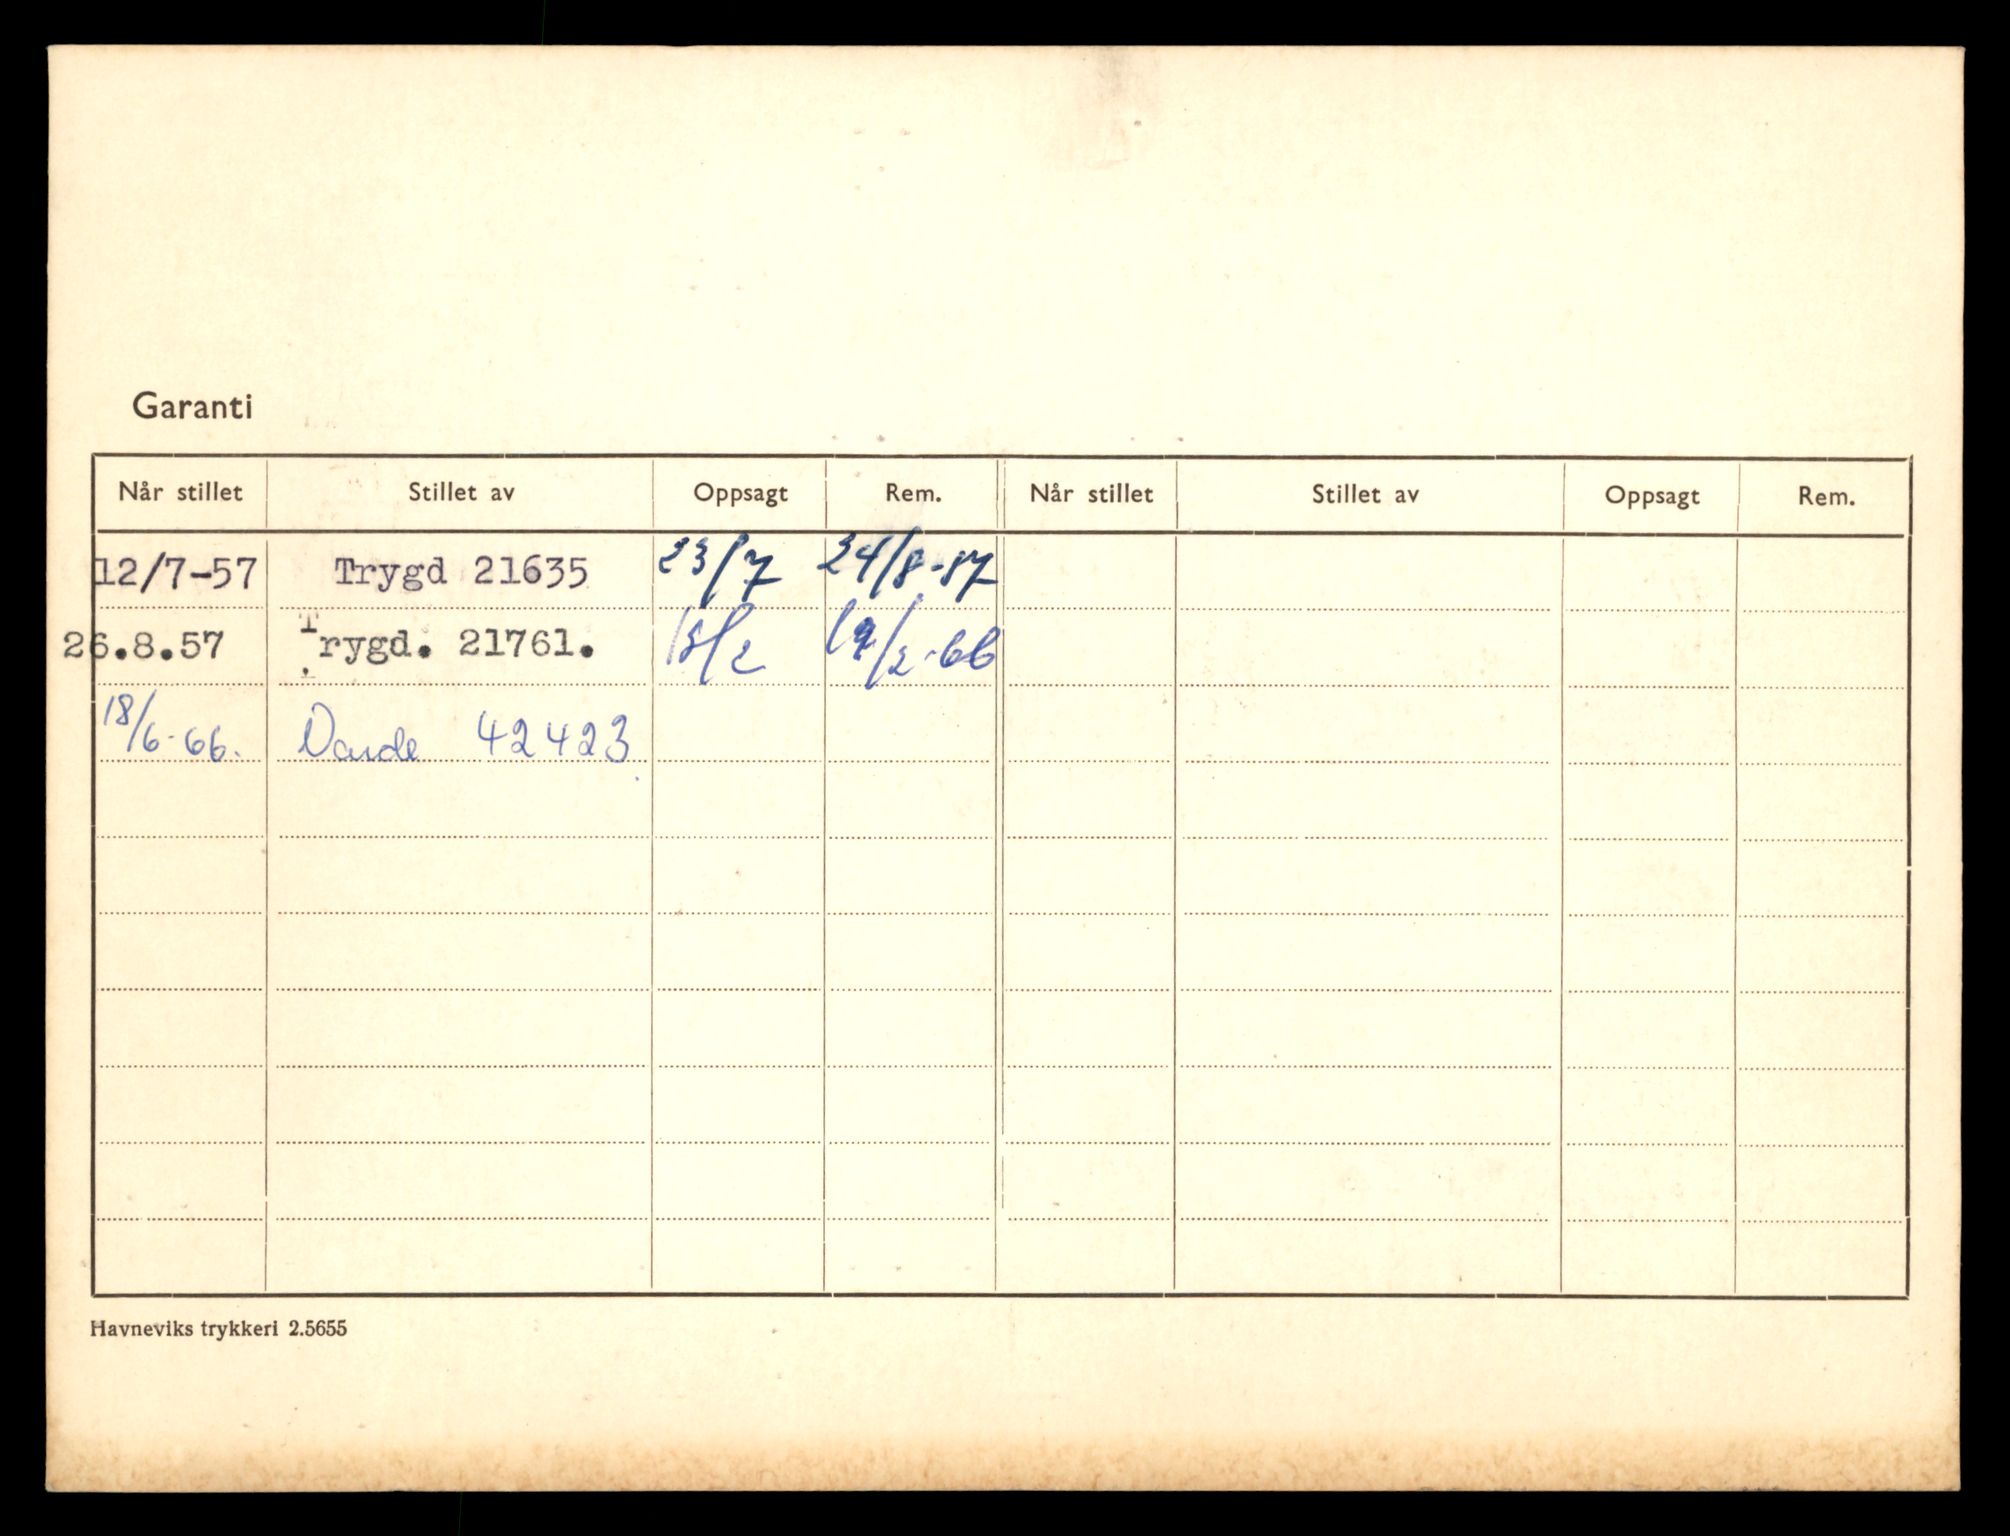 Garanti
Når stillet Stillet av Oppsagt Rem. Når stillet Stillet av Oppsagt Rem.
12/7-57 Trygd 21635 23/7 24/8-57
26.8.57 Trygd. 21761. 15/2 19/2-66
18/6-66. 42423
Havneviks trykkeri 2.5655